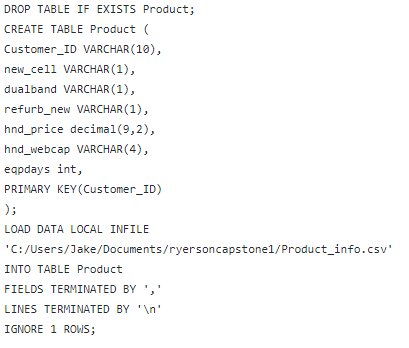 DROP TABLE IF EXISTS Product;
CREATE TABLE Product (
Customer_ID VARCHAR(10),
new_cell VARCHAR(1),
dualband VARCHAR(1),
refurb_new VARCHAR(1),
hnd_price decimal(9,2),
hnd_webcap VARCHAR(4),
eqpdays int,
PRIMARY KEY(Customer_ID)
);
LOAD DATA LOCAL INFILE
'C:/Users/Jake/Documents/ryersoncapstone1/Product_info.csv'
INTO TABLE Product
FIELDS TERMINATED BY ','
LINES TERMINATED BY '\n'
IGNORE 1 ROWS;